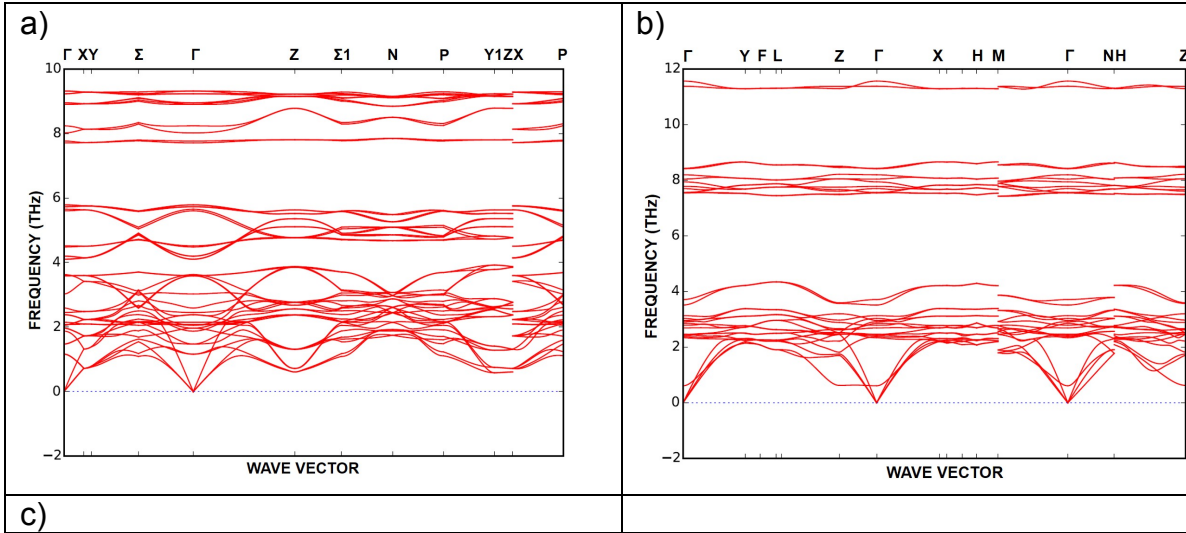 a)
Γ XY Σ Γ Z Σ1 N P Y1ZX P
10
8
6
4
2
0
−2
FREQUENCY (THz)
WAVE VECTOR
b)
Γ Y F L Z Γ X H M Γ NH Z
12
10
8
6
4
2
0
−2
FREQUENCY (THz)
WAVE VECTOR
c)